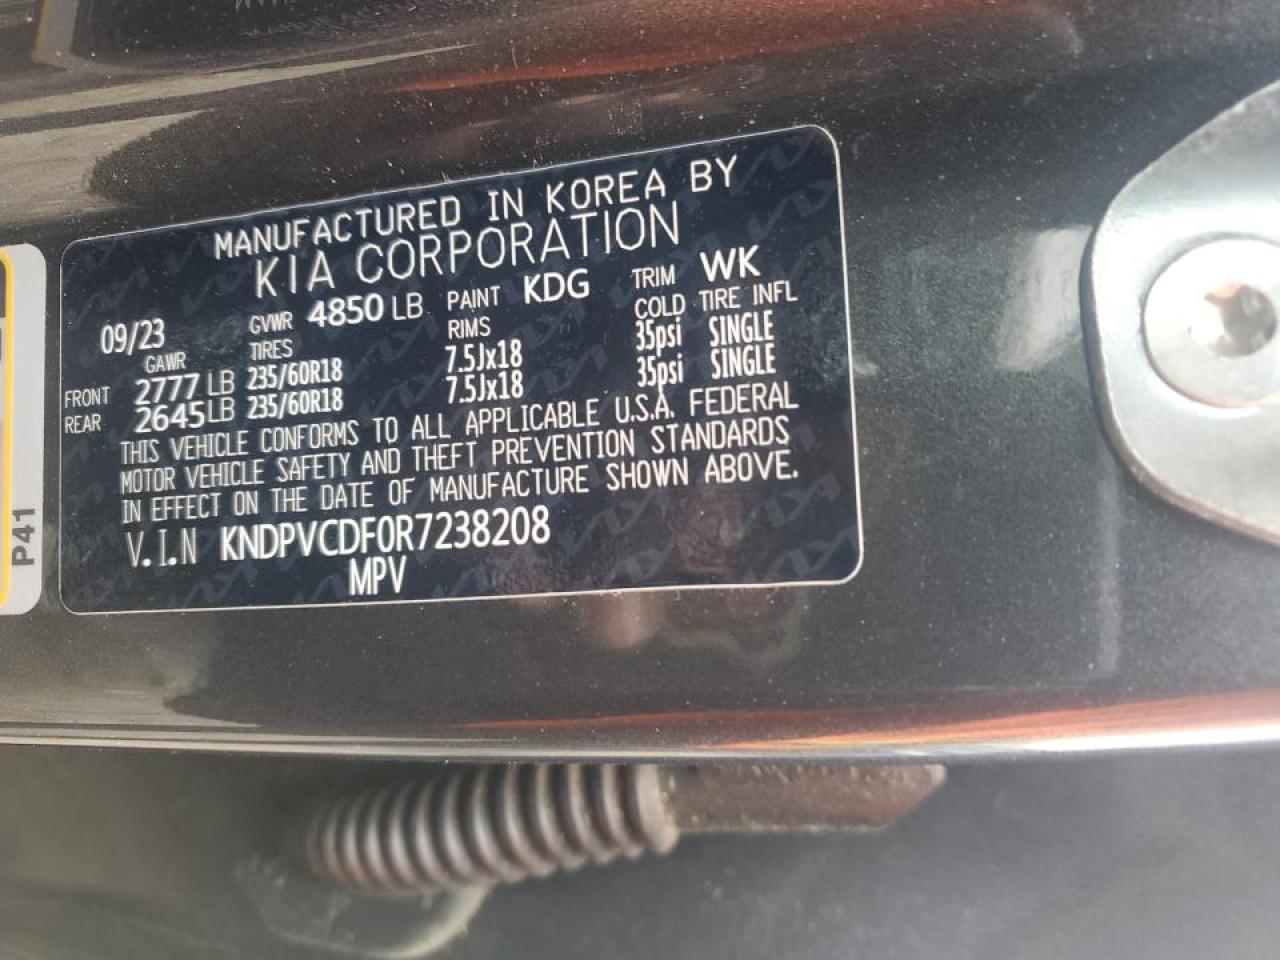 MANUFACTURED IN KOREA BY
KIA CORPORATION
09/23 GVWR 4850 LB PAINT KDG TRIM WK
GAWR TIRES RIMS COLD TIRE INFL
FRONT 2777 LB 235/60R18 7.5Jx18 35psi SINGLE
REAR 2645 LB 235/60R18 7.5Jx18 35psi SINGLE
THIS VEHICLE CONFORMS TO ALL APPLICABLE U.S.A. FEDERAL
MOTOR VEHICLE SAFETY AND THEFT PREVENTION STANDARDS
IN EFFECT ON THE DATE OF MANUFACTURE SHOWN ABOVE.
V.I.N KNDPVCDF0R7238208
MPV
P41